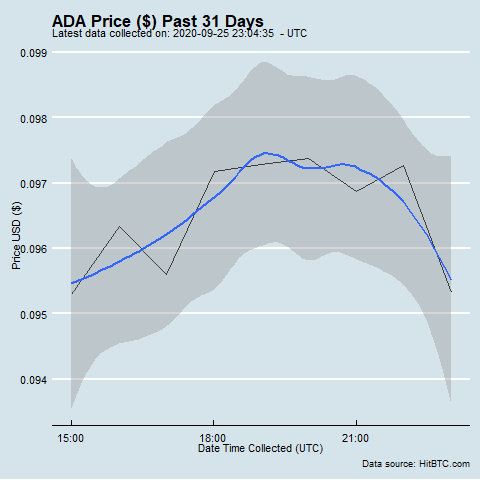 ADA Price ($) Past 31 Days
Latest data collected on: 2020-09-25 23:04:35 - UTC
0.099
0.098
0.097
0.096
0.095
0.094
Price USD ($)
15:00 18:00 21:00
Date Time Collected (UTC)
Data source: HitBTC.com